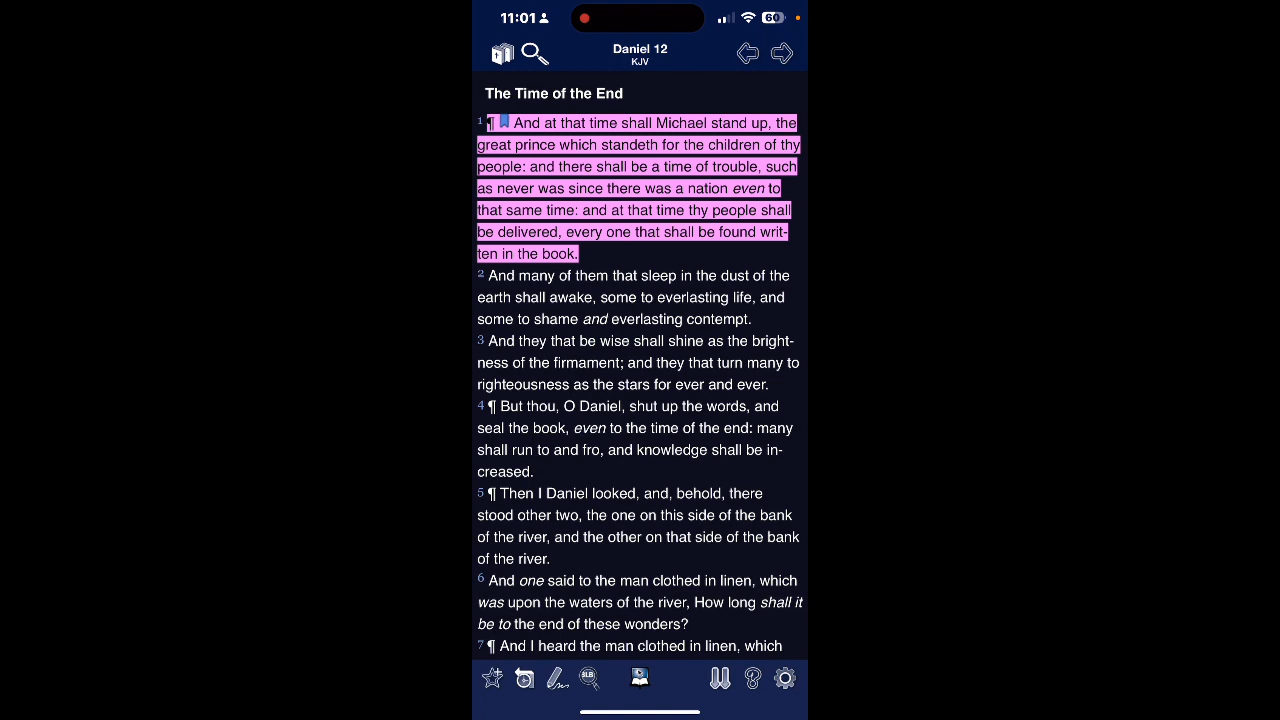 11:01
60
Daniel 12
KJV
The Time of the End
1 ¶ And at that time shall Michael stand up, the
great prince which standeth for the children of thy
people: and there shall be a time of trouble, such
as never was since there was a nation even to
that same time: and at that time thy people shall
be delivered, every one that shall be found writ-
ten in the book.
2 And many of them that sleep in the dust of the
earth shall awake, some to everlasting life, and
some to shame and everlasting contempt.
3 And they that be wise shall shine as the bright-
ness of the firmament; and they that turn many to
righteousness as the stars for ever and ever.
4 ¶ But thou, O Daniel, shut up the words, and
seal the book, even to the time of the end: many
shall run to and fro, and knowledge shall be in-
creased.
5 ¶ Then I Daniel looked, and, behold, there
stood other two, the one on this side of the bank
of the river, and the other on that side of the bank
of the river.
6 And one said to the man clothed in linen, which
was upon the waters of the river, How long shall it
be to the end of these wonders?
7 ¶ And I heard the man clothed in linen, which
SLB